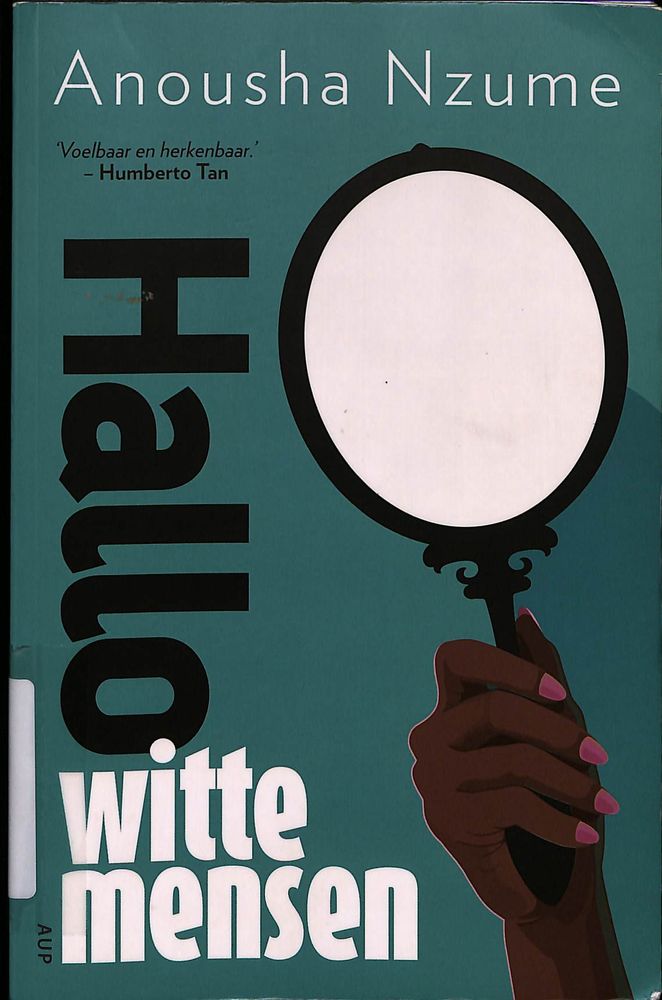 Anousha Nzume
‘Voelbaar en herkenbaar.’
– Humberto Tan
Hallo
witte
mensen
AUP